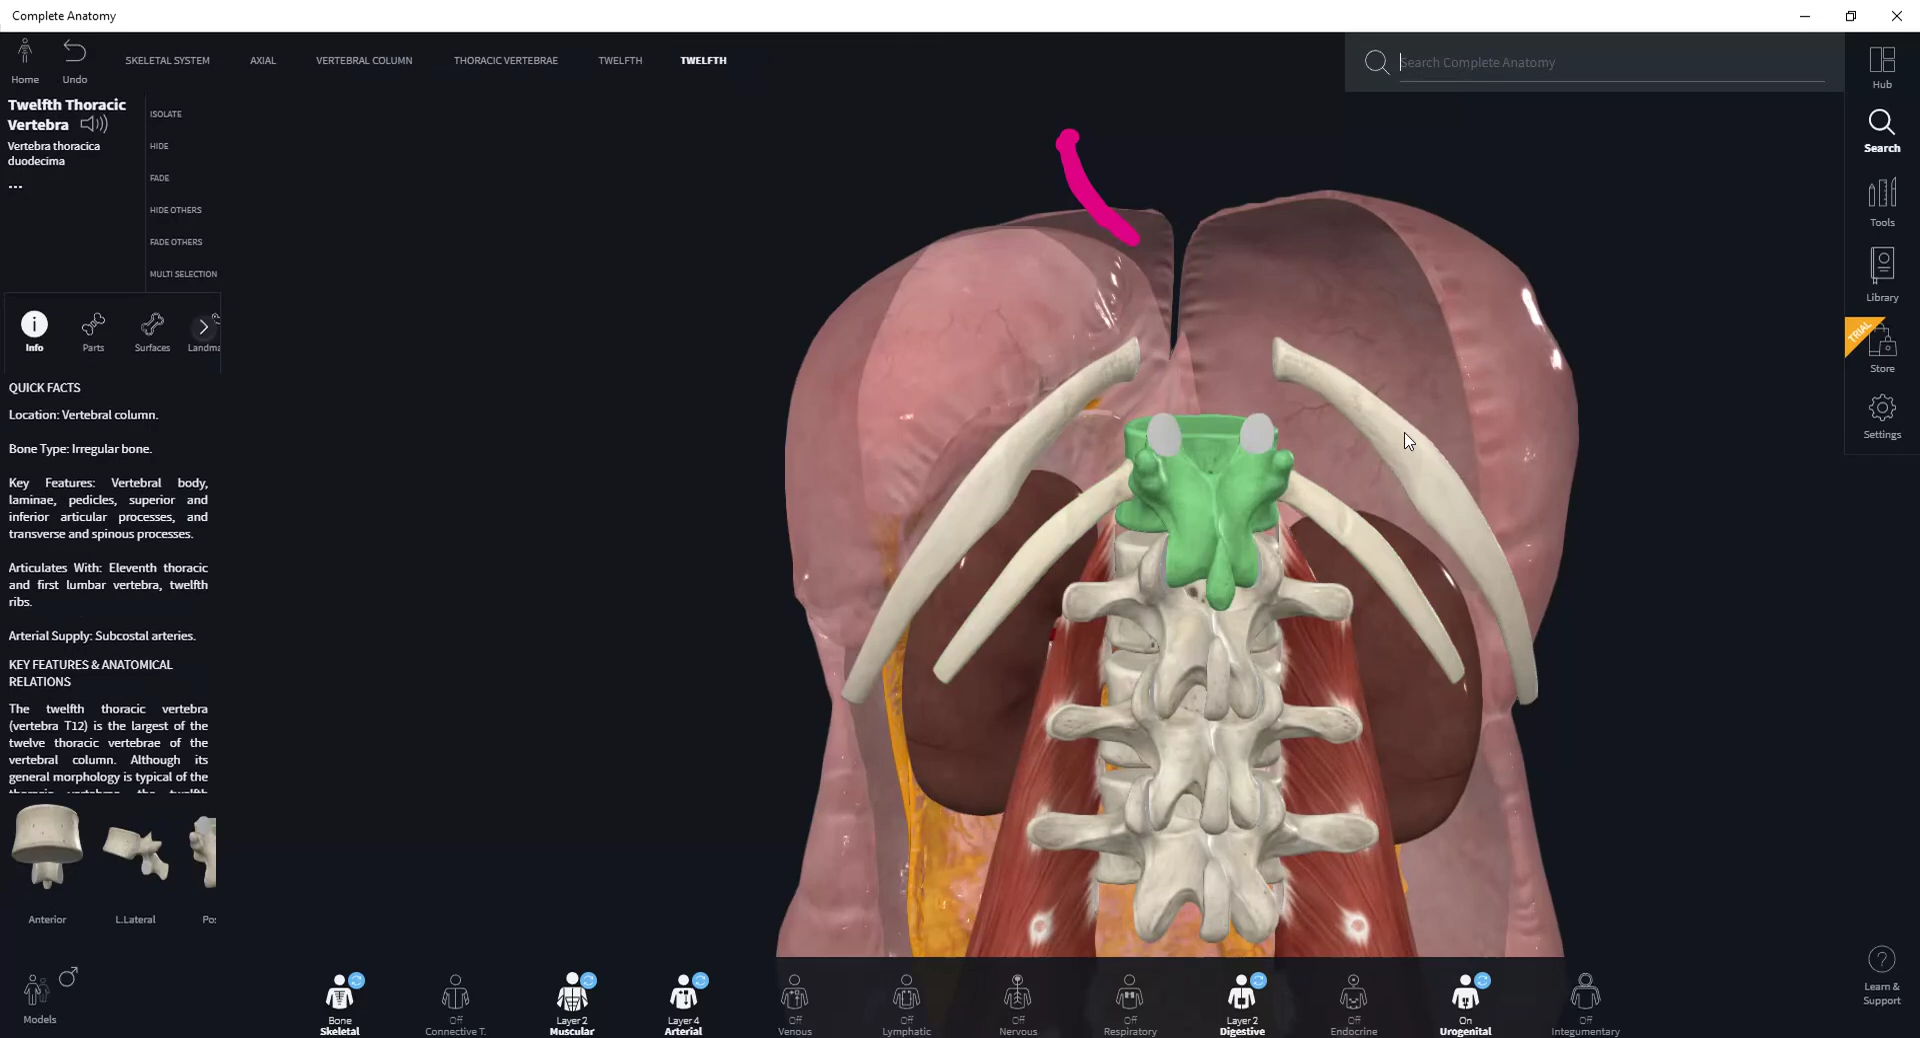 Complete Anatomy
Home
Undo
SKELETAL SYSTEM
AXIAL
VERTEBRAL COLUMN
THORACIC VERTEBRAE
TWELFTH
TWELFTH
Search Complete Anatomy
Hub
Search
Tools
Library
TRIAL
Store
Settings
Twelfth Thoracic
Vertebra
Vertebra thoracica
duodecima
...
ISOLATE
HIDE
FADE
HIDE OTHERS
FADE OTHERS
MULTI SELECTION
Info
Parts
Surfaces
Landma
QUICK FACTS
Location: Vertebral column.
Bone Type: Irregular bone.
Key Features: Vertebral body,
laminae, pedicles, superior and
inferior articular processes, and
transverse and spinous processes.
Articulates With: Eleventh thoracic
and first lumbar vertebra, twelfth
ribs.
Arterial Supply: Subcostal arteries.
KEY FEATURES & ANATOMICAL
RELATIONS
The twelfth thoracic vertebra
(vertebra T12) is the largest of the
twelve thoracic vertebrae of the
vertebral column. Although its
general morphology is typical of the
Anterior
L.Lateral
Pos
Models
Bone
Skeletal
Off
Connective T.
Layer 2
Muscular
Layer 4
Arterial
Off
Venous
Off
Lymphatic
Off
Nervous
Off
Respiratory
Layer 2
Digestive
Off
Endocrine
On
Urogenital
Off
Integumentary
Learn &
Support